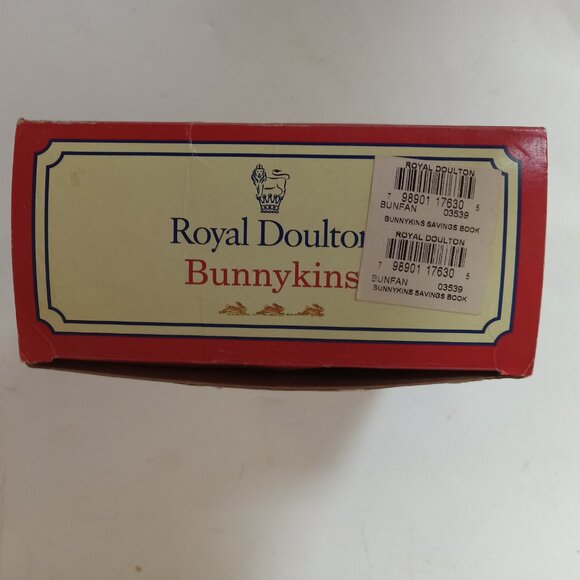 Royal Doulton
Bunnykins
ROYAL DOULTON
7 98901 17630 5
BUNFAN 03539
BUNNYKINS SAVINGS BOOK
ROYAL DOULTON
7 98901 17630 5
BUNFAN 03539
BUNNYKINS SAVINGS BOOK